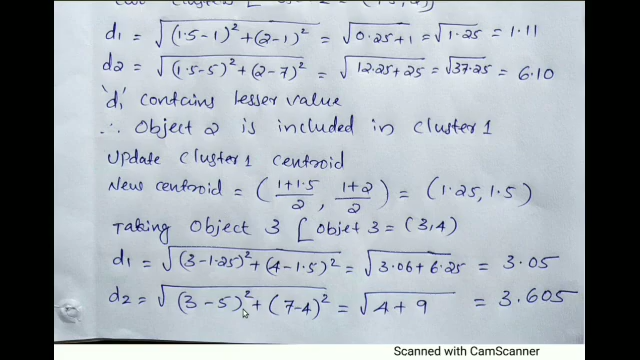 d1 = √(1.5-1)²+(2-1)² = √0.25+1 = √1.25 = 1.11
d2 = √(1.5-5)²+(2-7)² = √12.25+25 = √37.25 = 6.10
'd1' contains lesser value
∴ Object 2 is included in Cluster 1
Update Cluster 1 Centroid
New centroid = (1+1.5/2, 1+2/2) = (1.25, 1.5)
Taking Object 3 [Objet 3 = (3,4)
d1 = √(3-1.25)²+(4-1.5)² = √3.06+6.25 = 3.05
d2 = √(3-5)²+(7-4)² = √4+9 = 3.605
Scanned with CamScanner